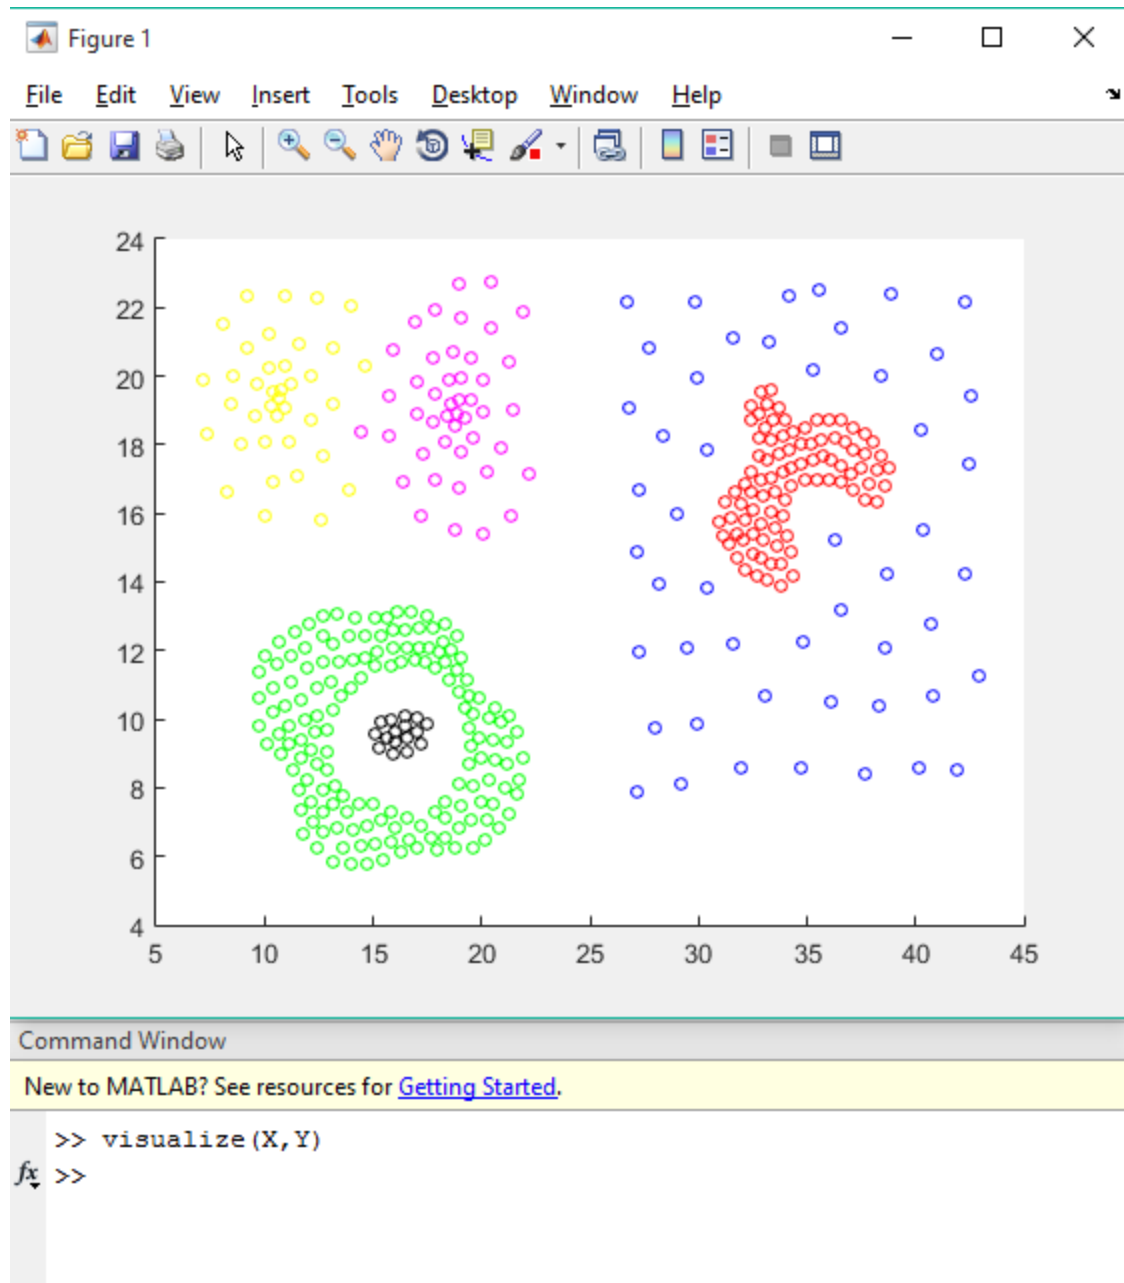 Figure 1
File Edit View Insert Tools Desktop Window Help
24
22
20
18
16
14
12
10
8
6
4
5 10 15 20 25 30 35 40 45
Command Window
New to MATLAB? See resources for Getting Started.
>> visualize(X,Y)
fx >>